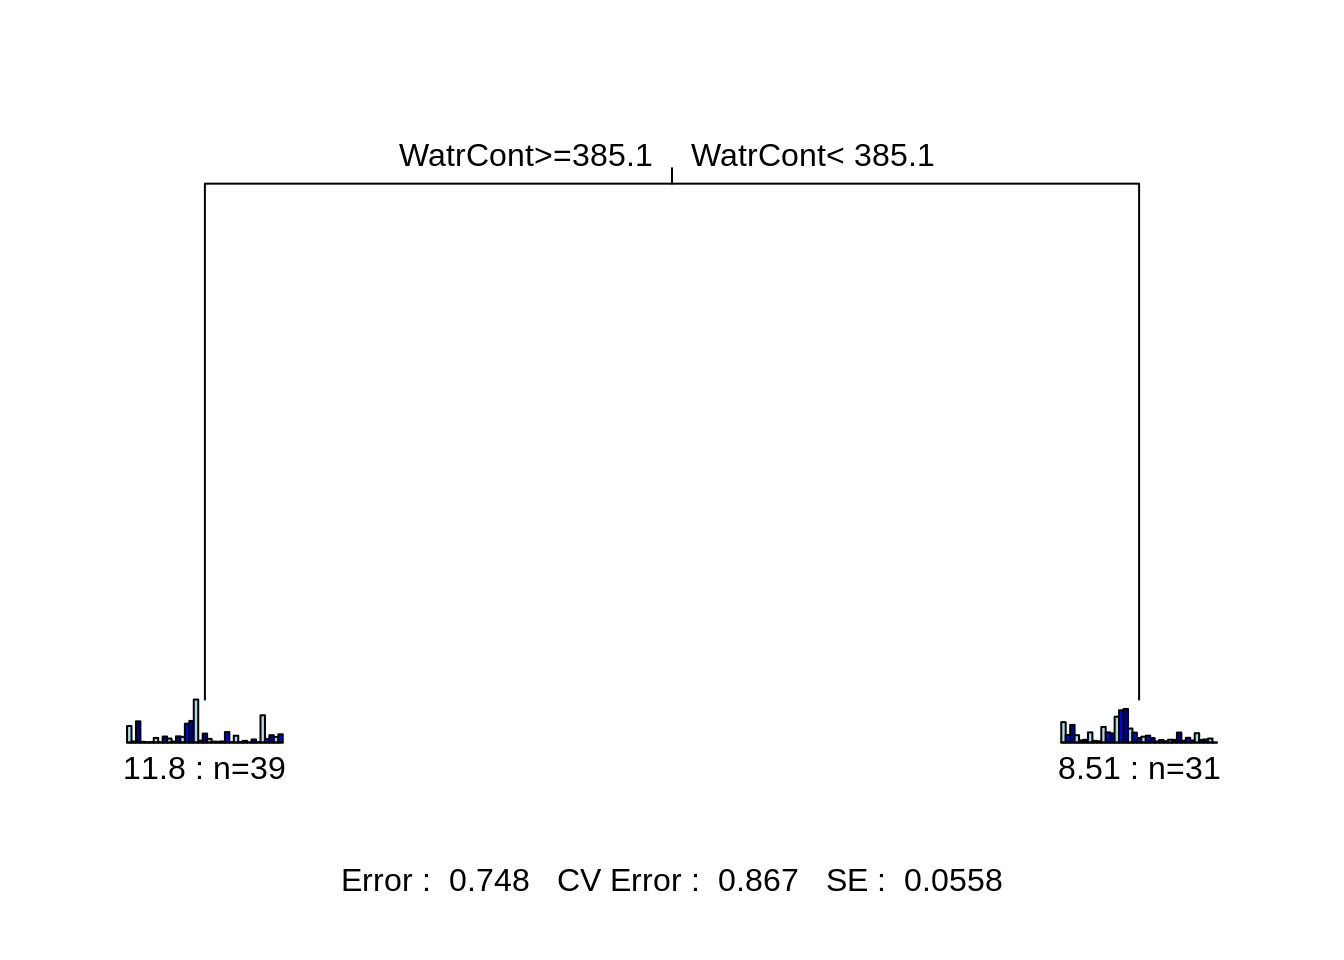 WatrCont>=385.1 WatrCont< 385.1
11.8 : n=39 8.51 : n=31
Error : 0.748 CV Error : 0.867 SE : 0.0558